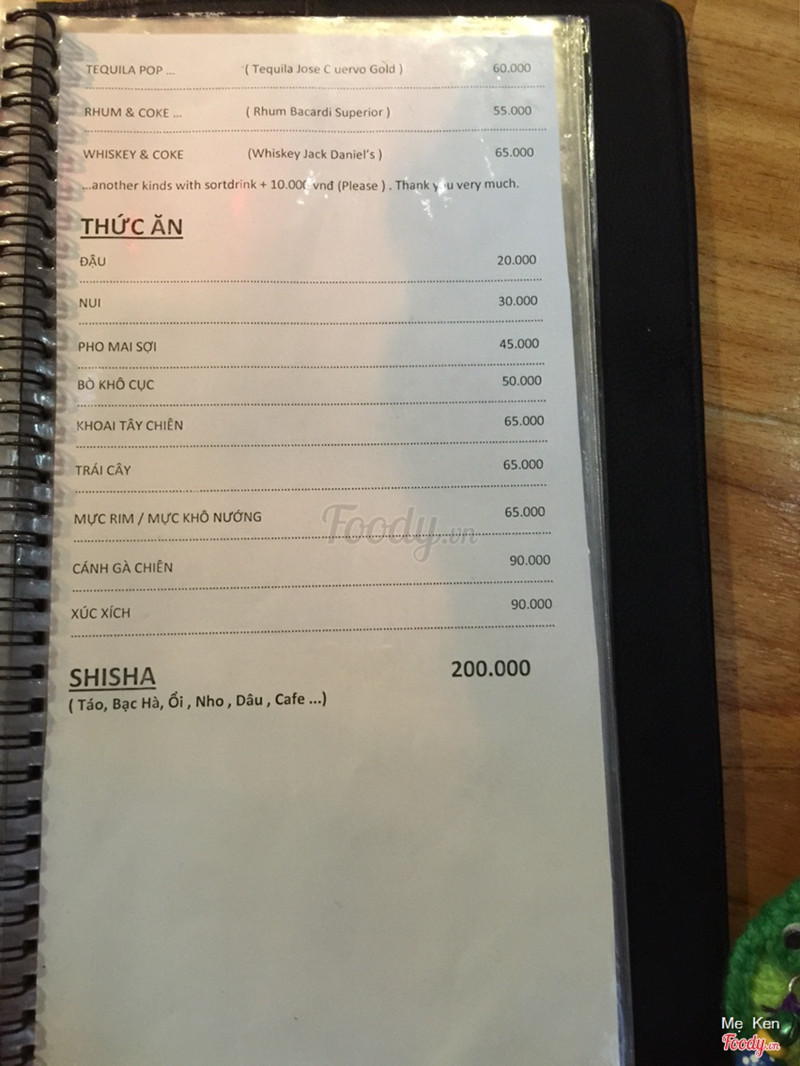 TEQUILA POP ... ( Tequila Jose C uervo Gold ) 60.000
RHUM & COKE ... ( Rhum Bacardi Superior ) 55.000
WHISKEY & COKE (Whiskey Jack Daniel's ) 65.000
...another kinds with sortdrink + 10.000 vnđ (Please ) . Thank you very much.
THỨC ĂN
ĐẬU 20.000
NUI 30.000
PHO MAI SỢI 45.000
BÒ KHÔ CỤC 50.000
KHOAI TÂY CHIÊN 65.000
TRÁI CÂY 65.000
MỰC RIM / MỰC KHÔ NƯỚNG 65.000
Foody.vn
CÁNH GÀ CHIÊN 90.000
XÚC XÍCH 90.000
SHISHA 200.000
( Táo, Bạc Hà, Ổi , Nho , Dâu , Cafe ...)
Mẹ Ken
Foody.vn